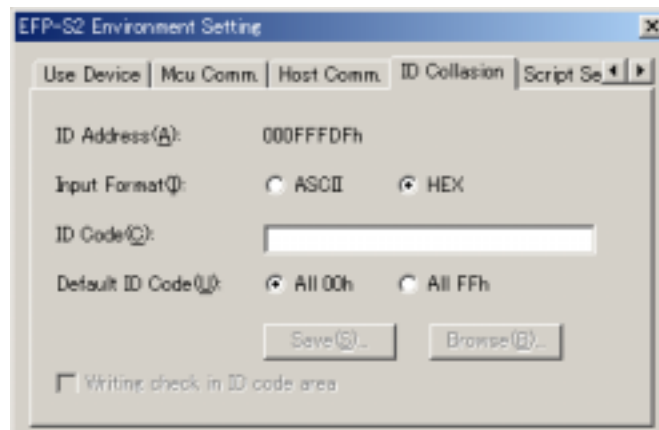 EFP-S2 Environment Setting
Use Device Mcu Comm. Host Comm. ID Collasion Script Se
ID Address(A): 000FFFDFh
Input Format(I): ASCII HEX
ID Code(C):
Default ID Code(U): All 00h All FFh
Save(S)... Browse(B)...
Writing check in ID code area